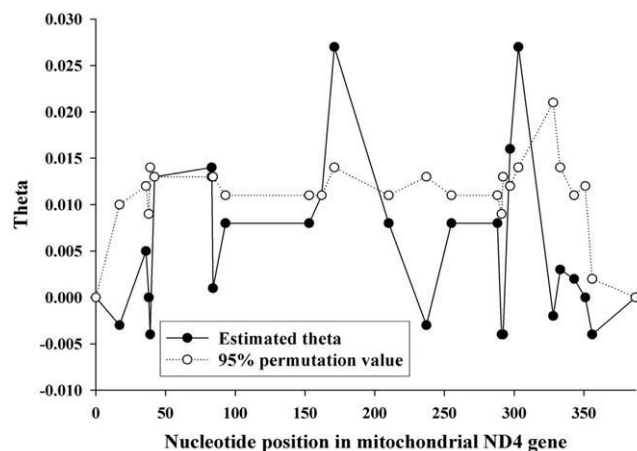 0.030
0.025
0.020
0.015
0.010
0.005
0.000
-0.005
-0.010
Theta
Estimated theta
95% permutation value
0 50 100 150 200 250 300 350
Nucleotide position in mitochondrial ND4 gene